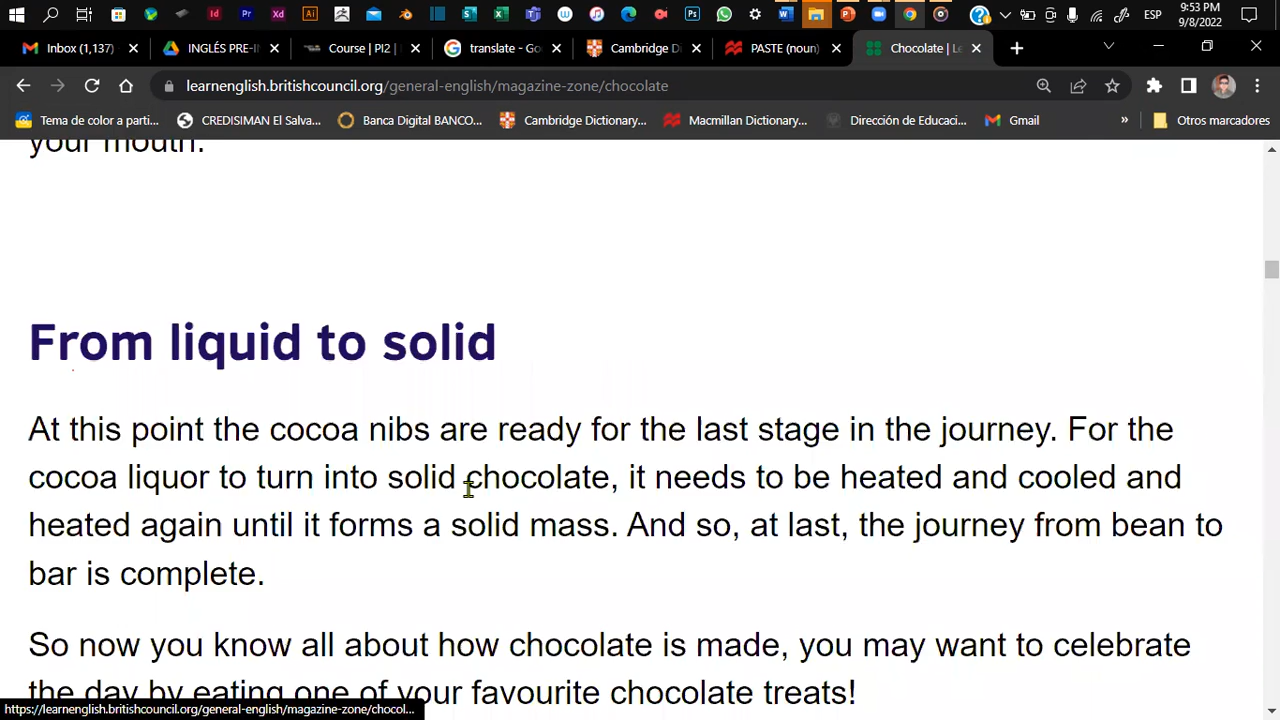 9:53 PM
ESP
9/8/2022
Inbox (1,137)
INGLÉS PRE-I
Course | PI2 |
translate - Go
Cambridge D
PASTE (noun)
Chocolate | Le
learnenglish.britishcouncil.org/general-english/magazine-zone/chocolate
Tema de color a parti...
CREDISIMAN El Salva...
Banca Digital BANCO...
Cambridge Dictionary...
Macmillan Dictionary...
Dirección de Educaci...
Gmail
»
Otros marcadores
your mouth.
From liquid to solid
At this point the cocoa nibs are ready for the last stage in the journey. For the
cocoa liquor to turn into solid chocolate, it needs to be heated and cooled and
heated again until it forms a solid mass. And so, at last, the journey from bean to
bar is complete.
So now you know all about how chocolate is made, you may want to celebrate
the day by eating one of your favourite chocolate treats!
https://learnenglish.britishcouncil.org/general-english/magazine-zone/chocol...